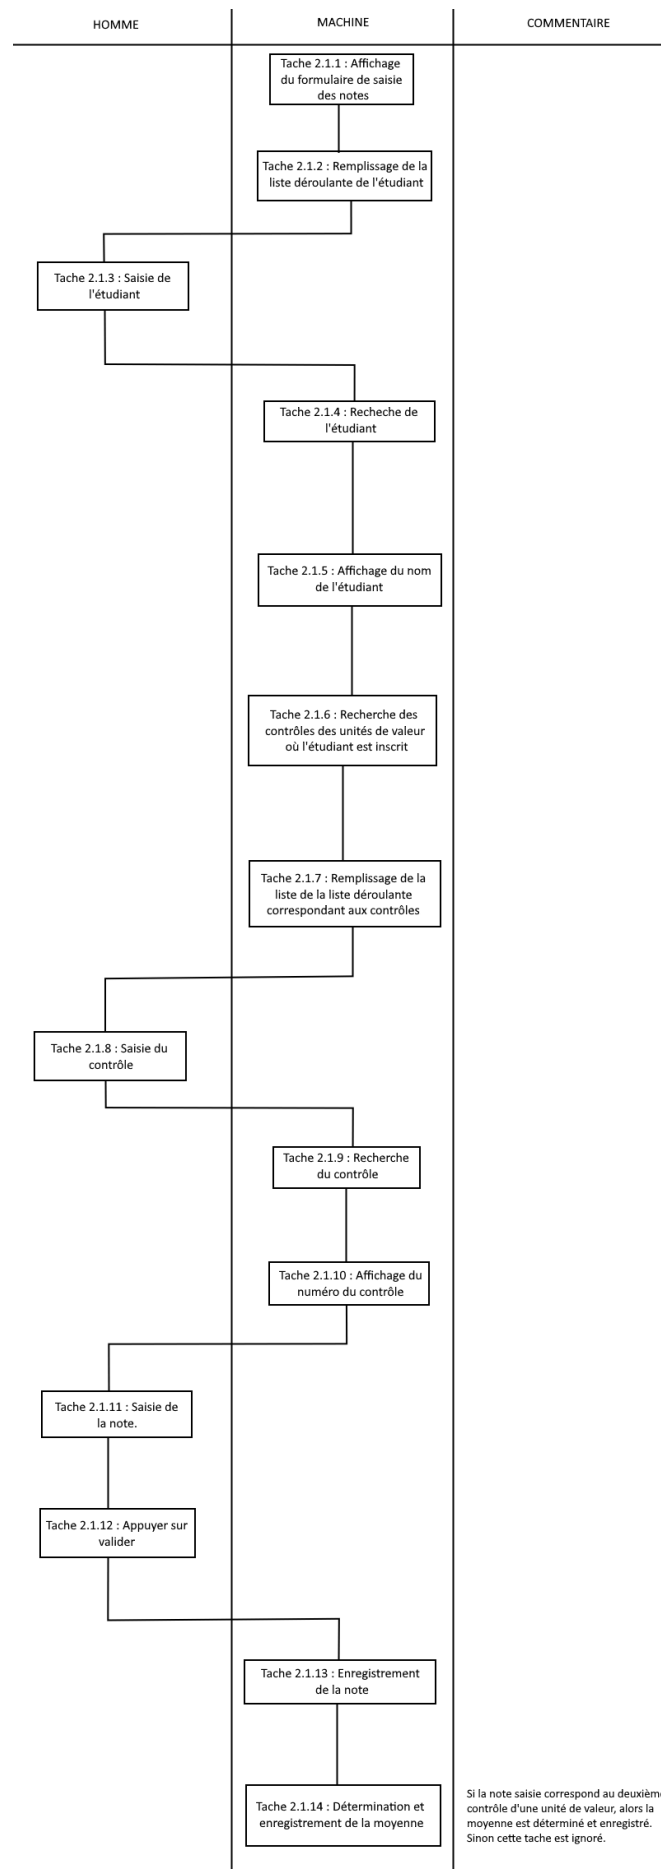 HOMME
MACHINE
COMMENTAIRE
Tache 2.1.1 : Affichage
du formulaire de saisie
des notes
Tache 2.1.2 : Remplissage de la
liste déroulante de l'étudiant
Tache 2.1.3 : Saisie de
l'étudiant
Tache 2.1.4 : Recheche de
l'étudiant
Tache 2.1.5 : Affichage du nom
de l'étudiant
Tache 2.1.6 : Recherche des
contrôles des unités de valeur
où l'étudiant est inscrit
Tache 2.1.7 : Remplissage de la
liste de la liste déroulante
correspondant aux contrôles
Tache 2.1.8 : Saisie du
contrôle
Tache 2.1.9 : Recherche
du contrôle
Tache 2.1.10 : Affichage du
numéro du contrôle
Tache 2.1.11 : Saisie de
la note.
Tache 2.1.12 : Appuyer sur
valider
Tache 2.1.13 : Enregistrement
de la note
Tache 2.1.14 : Détermination et
enregistrement de la moyenne
Si la note saisie correspond au deuxième
contrôle d'une unité de valeur, alors la
moyenne est déterminé et enregistré.
Sinon cette tache est ignoré.